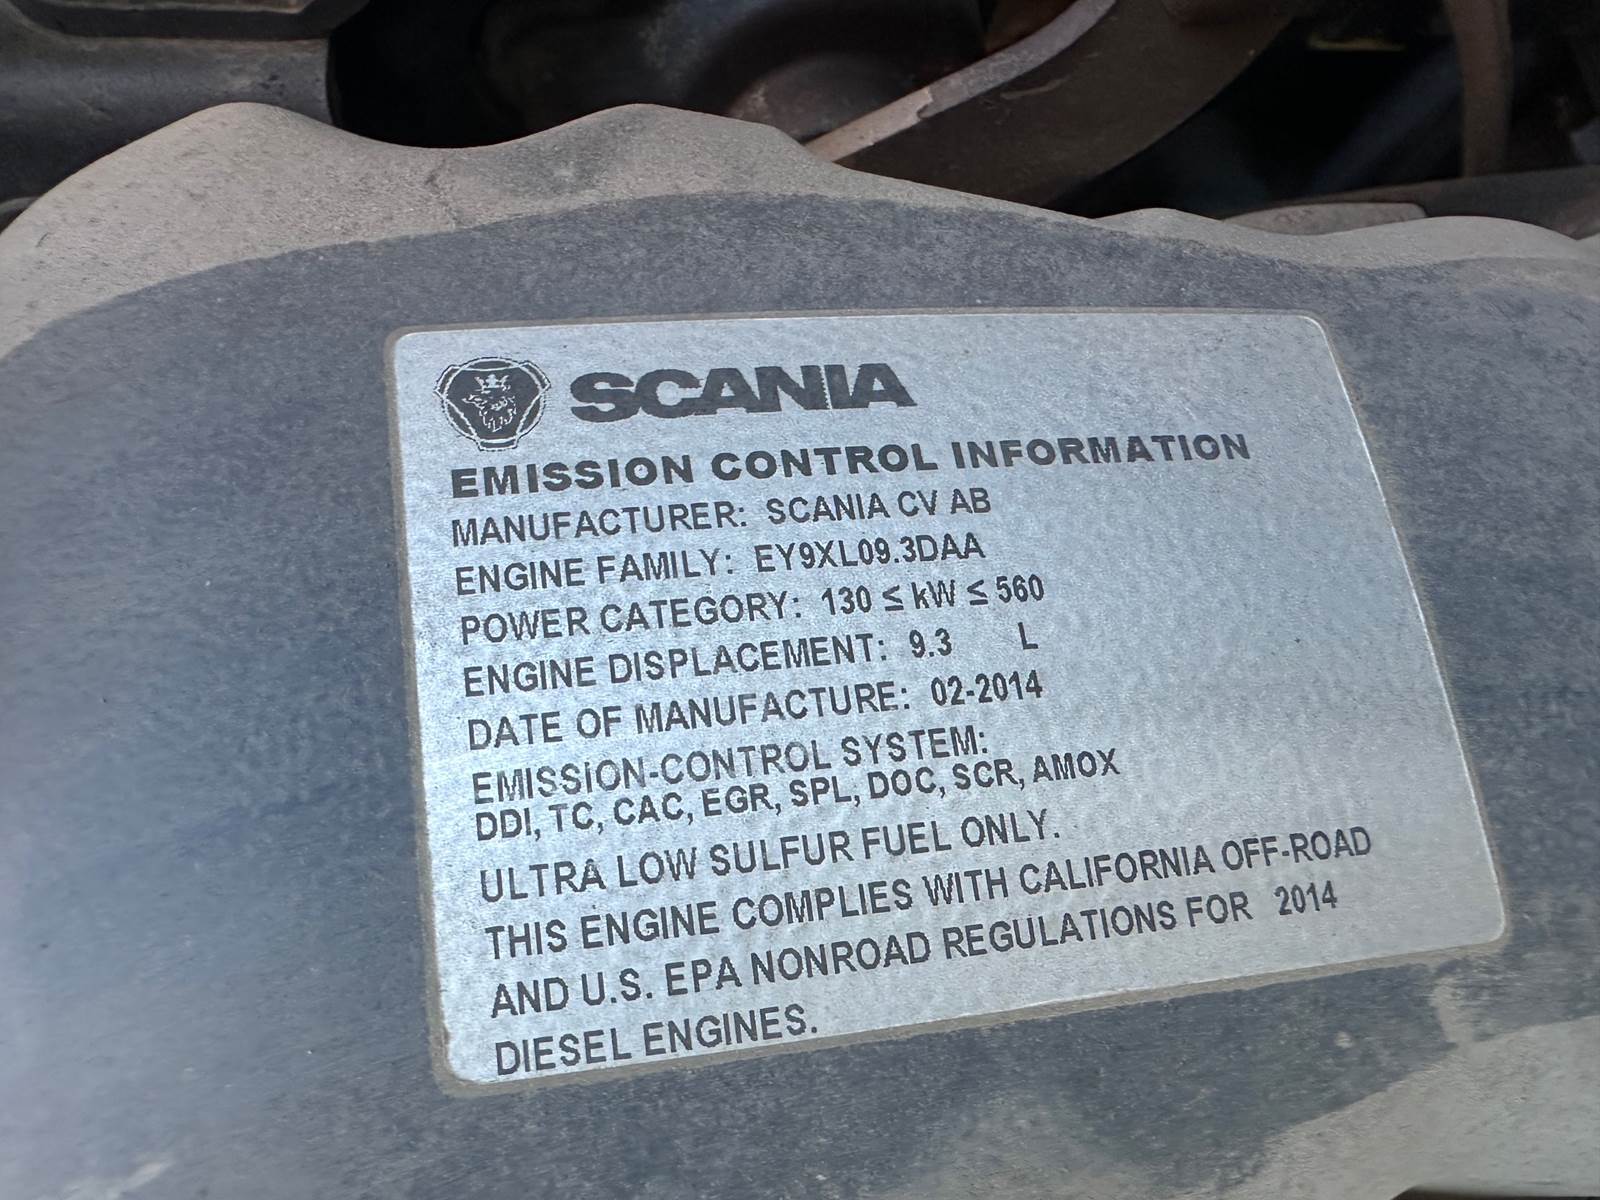 SCANIA
EMISSION CONTROL INFORMATION
MANUFACTURER: SCANIA CV AB
ENGINE FAMILY: EY9XL09.3DAA
POWER CATEGORY: 130 ≤ kW ≤ 560
ENGINE DISPLACEMENT: 9.3 L
DATE OF MANUFACTURE: 02-2014
EMISSION-CONTROL SYSTEM:
DDI, TC, CAC, EGR, SPL, DOC, SCR, AMOX
ULTRA LOW SULFUR FUEL ONLY.
THIS ENGINE COMPLIES WITH CALIFORNIA OFF-ROAD
AND U.S. EPA NONROAD REGULATIONS FOR 2014
DIESEL ENGINES.